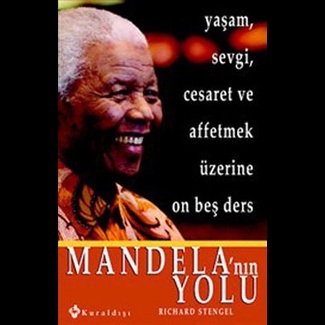 yaşam,
sevgi,
cesaret ve
affetmek
üzerine
on beş ders
MANDELA'nın
YOLU
Kuraldışı
RICHARD STENGEL